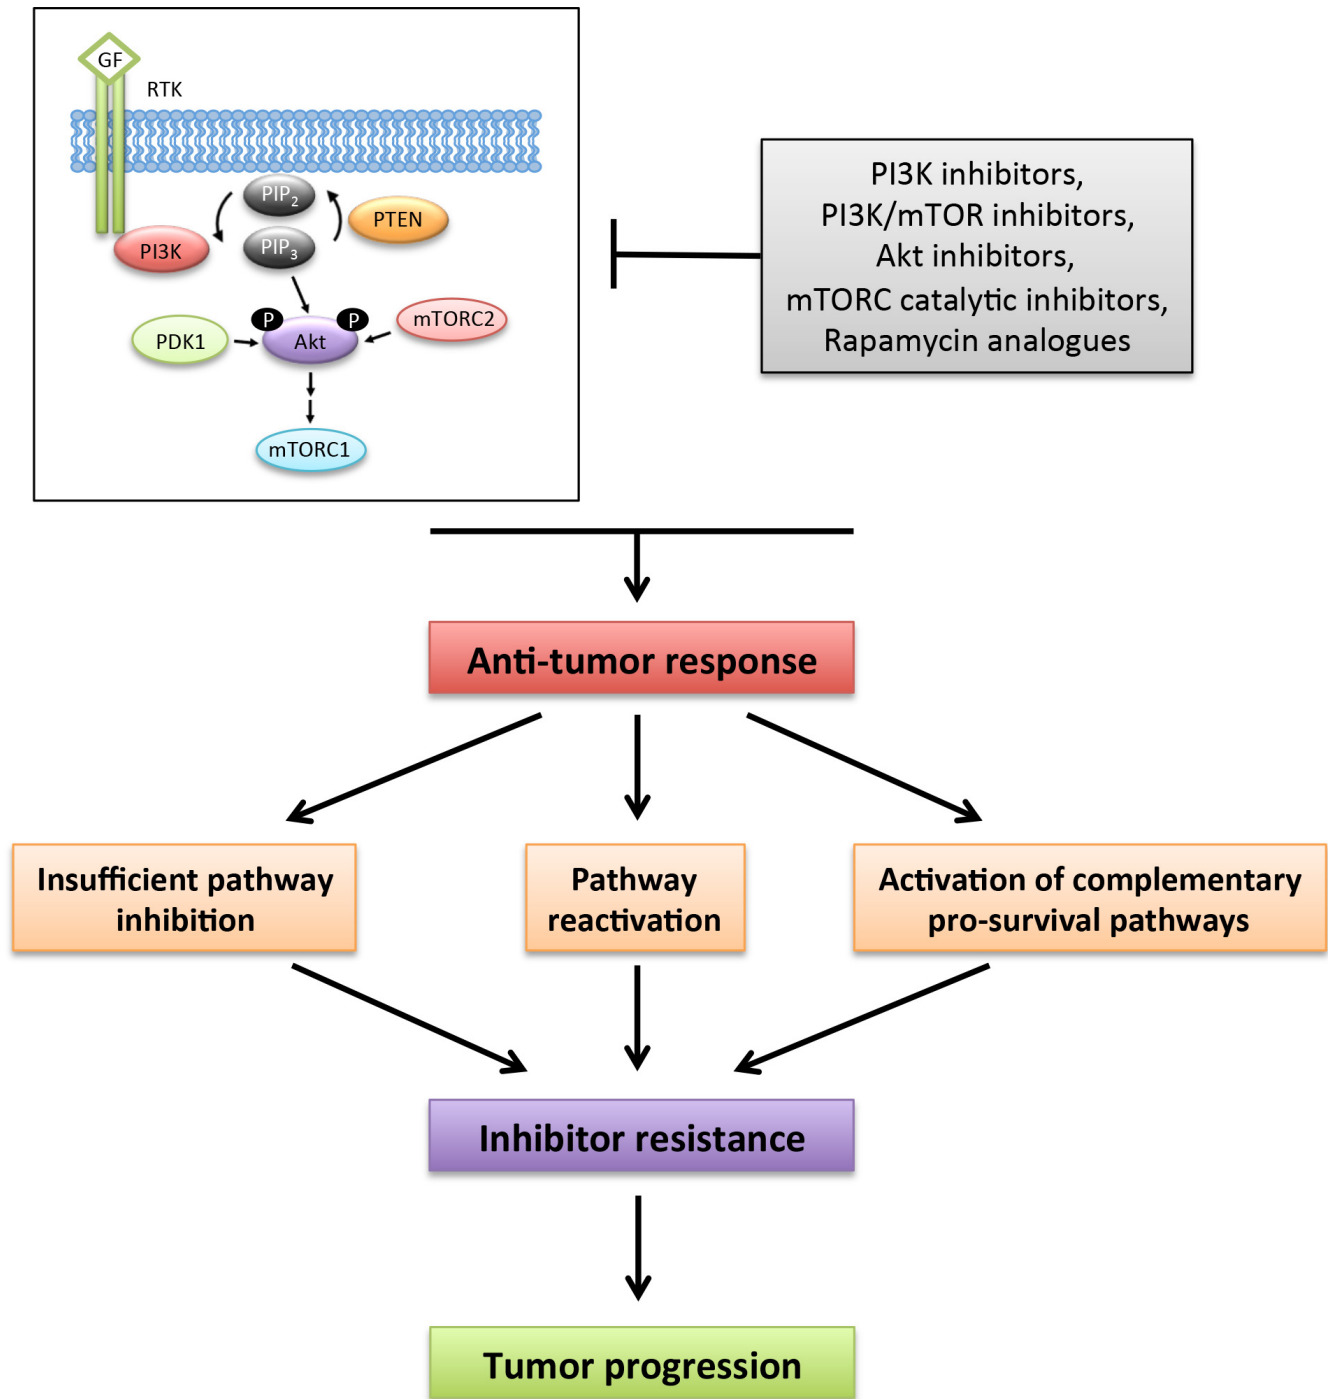 GF
RTK
PIP2
PTEN
PI3K
PIP3
P
P
mTORC2
PDK1
Akt
mTORC1
PI3K inhibitors,
PI3K/mTOR inhibitors,
Akt inhibitors,
mTORC catalytic inhibitors,
Rapamycin analogues
Anti-tumor response
Insufficient pathway
inhibition
Pathway
reactivation
Activation of complementary
pro-survival pathways
Inhibitor resistance
Tumor progression